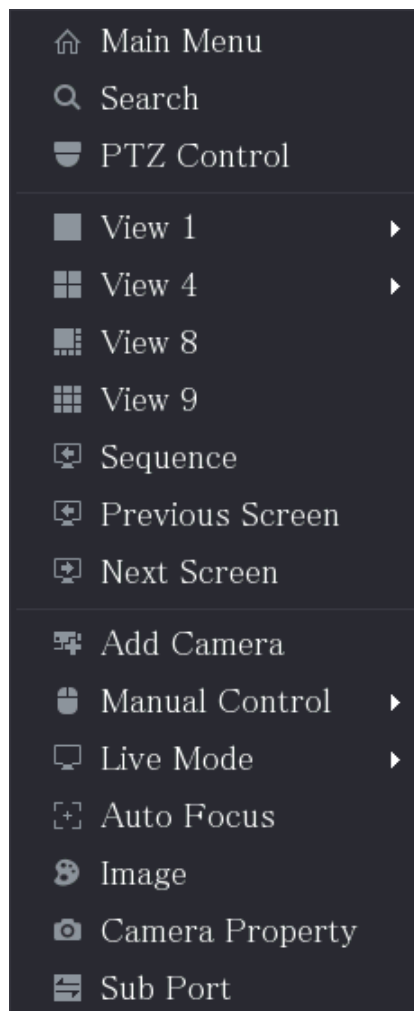 Main Menu
Search
PTZ Control
View 1
View 4
View 8
View 9
Sequence
Previous Screen
Next Screen
Add Camera
Manual Control
Live Mode
Auto Focus
Image
Camera Property
Sub Port